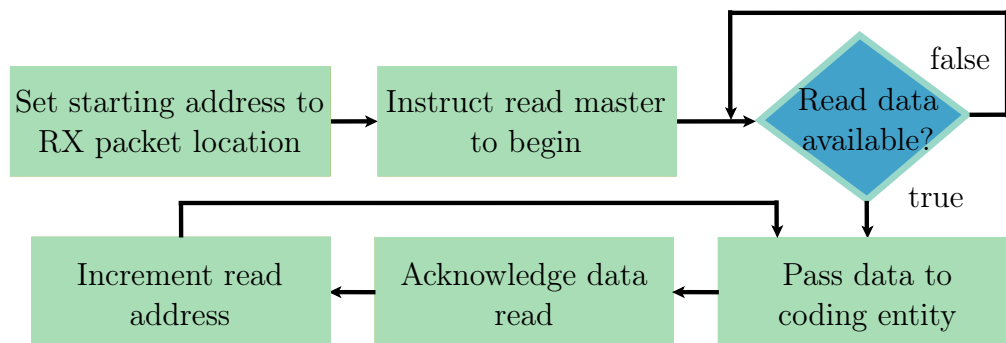 Set starting address to
RX packet location
Instruct read master
to begin
Read data
available?
false
true
Increment read
address
Acknowledge data
read
Pass data to
coding entity